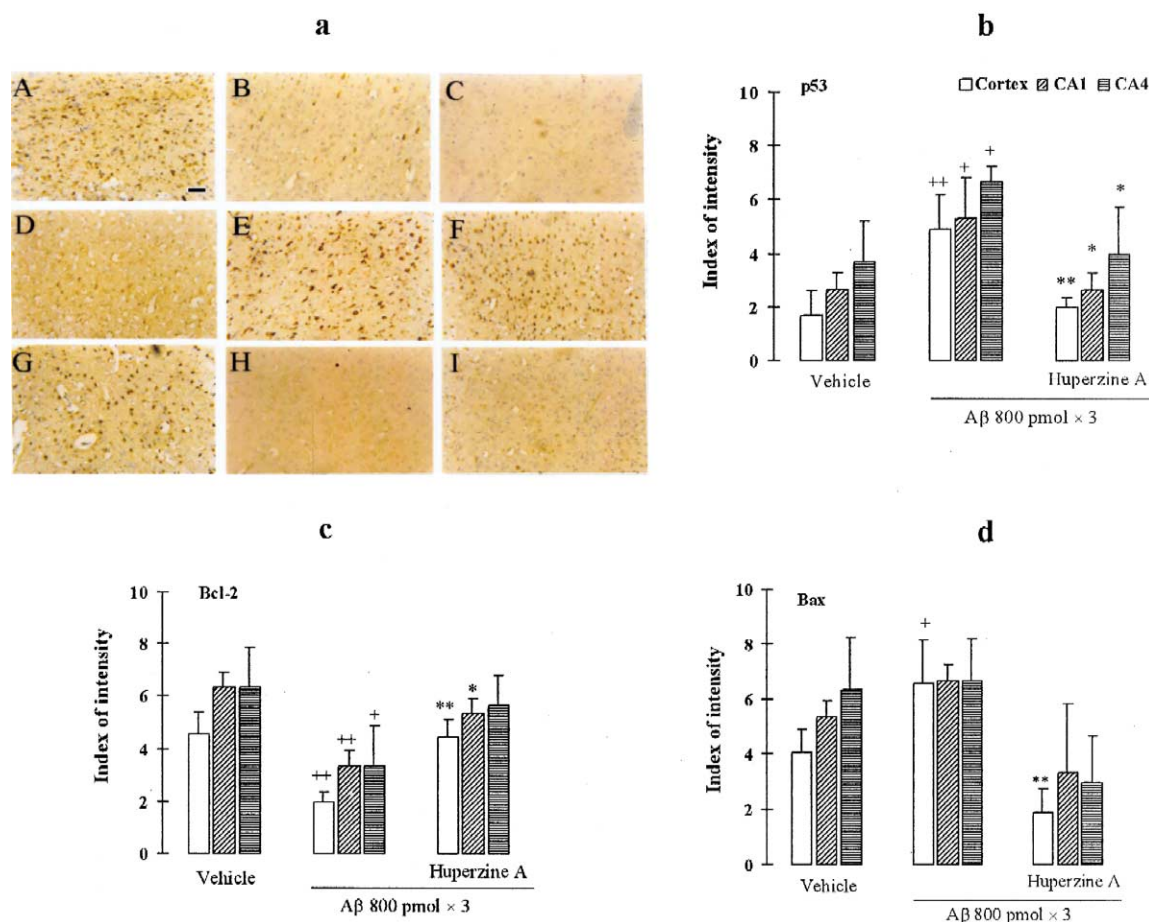 a
A
B
C
D
E
F
G
H
I
b
p53
Cortex CA1 CA4
10
8
6
4
2
0
Index of intensity
++
+
+
**
*
*
Vehicle
Huperzine A
Aβ 800 pmol × 3
c
Bcl-2
10
8
6
4
2
0
Index of intensity
++
++
+
**
*
Vehicle
Huperzine A
Aβ 800 pmol × 3
d
Bax
10
8
6
4
2
0
Index of intensity
+
**
Vehicle
Huperzine A
Aβ 800 pmol × 3